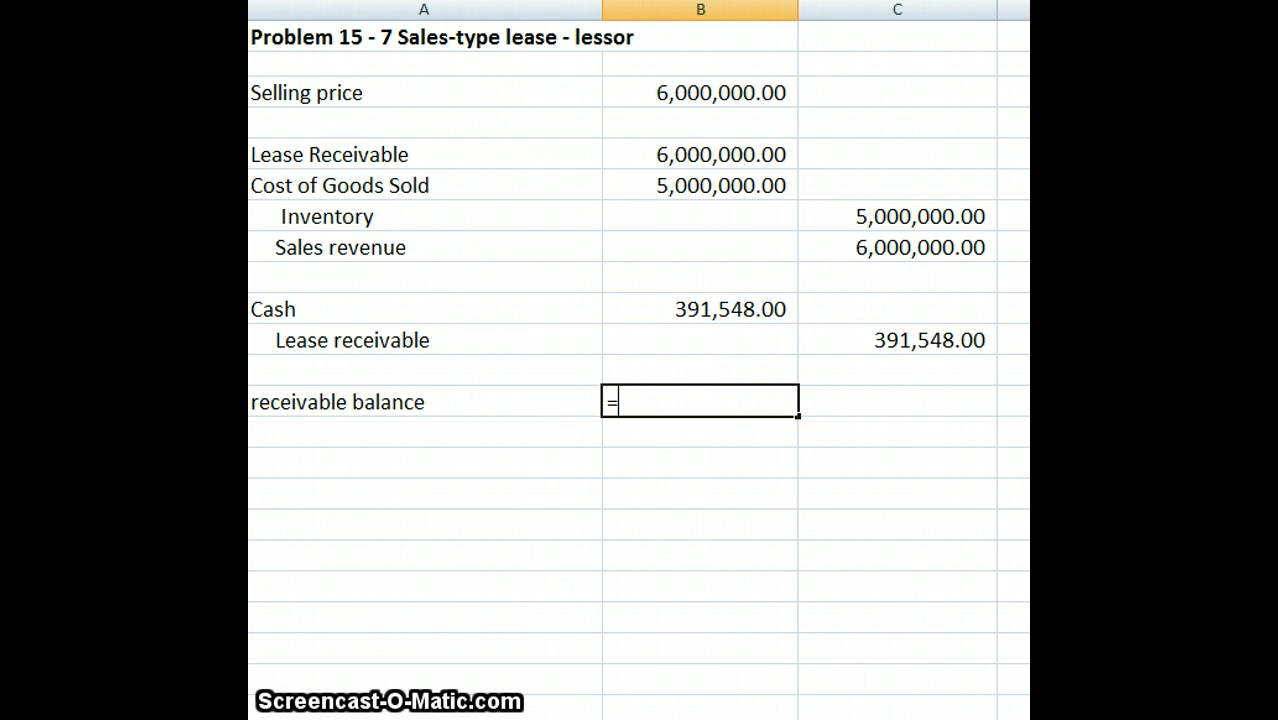 A B C
Problem 15 - 7 Sales-type lease - lessor
Selling price 6,000,000.00
Lease Receivable 6,000,000.00
Cost of Goods Sold 5,000,000.00
Inventory 5,000,000.00
Sales revenue 6,000,000.00
Cash 391,548.00
Lease receivable 391,548.00
receivable balance =
Screencast-O-Matic.com